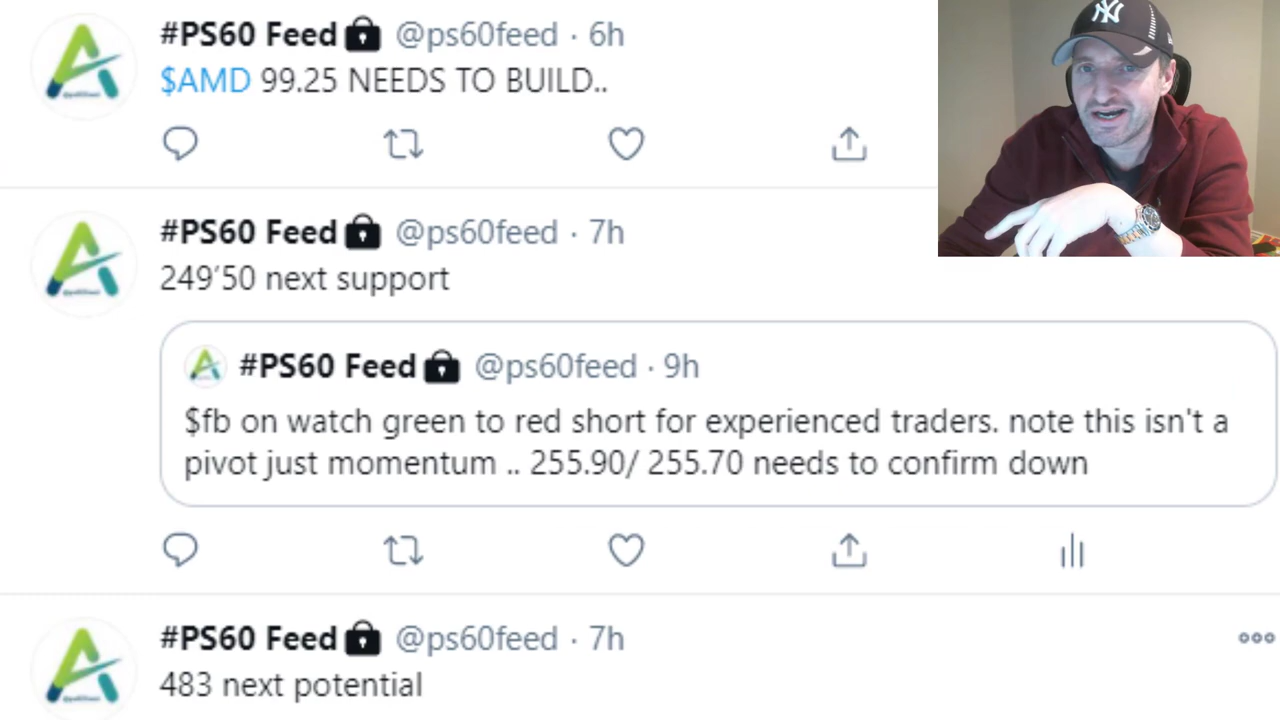 #PS60 Feed @ps60feed · 6h
$AMD 99.25 NEEDS TO BUILD..
#PS60 Feed @ps60feed · 7h
249'50 next support
#PS60 Feed @ps60feed · 9h
$fb on watch green to red short for experienced traders. note this isn't a
pivot just momentum .. 255.90/ 255.70 needs to confirm down
#PS60 Feed @ps60feed · 7h
483 next potential
NY